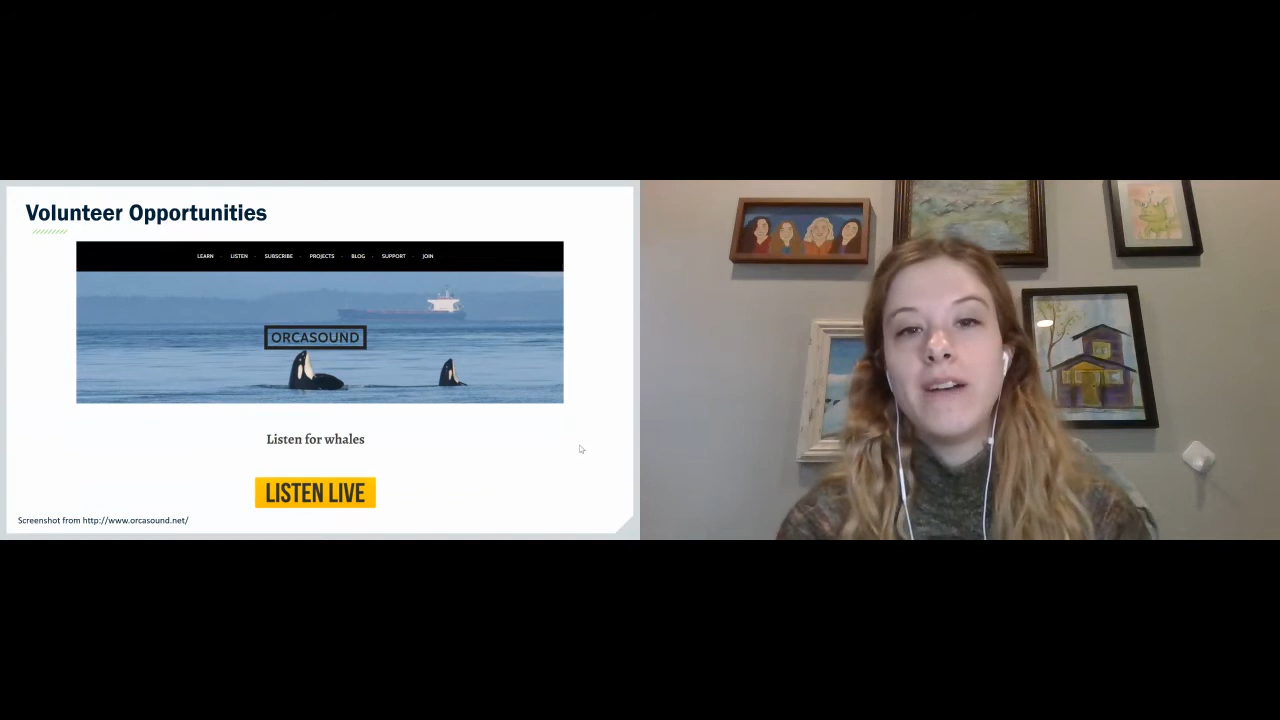 Volunteer Opportunities
LEARN
LISTEN
SUBSCRIBE
PROJECTS
BLOG
SUPPORT
JOIN
ORCASOUND
Listen for whales
LISTEN LIVE
Screenshot from http://www.orcasound.net/